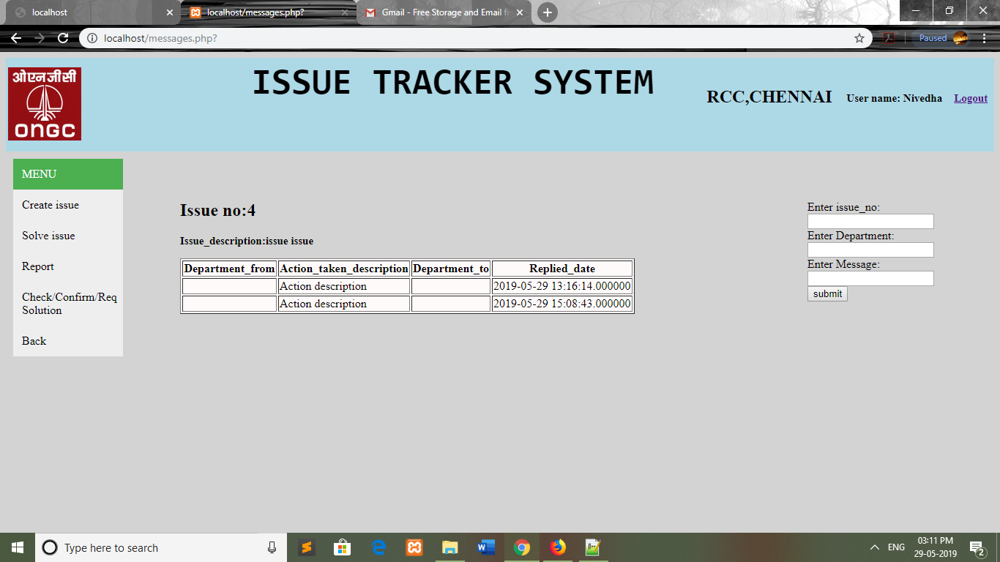 localhost
localhost/messages.php?
Gmail - Free Storage and Email fr
localhost/messages.php?
Paused
ओएनजीसी
ONGC
ISSUE TRACKER SYSTEM
RCC,CHENNAI
User name: Nivedha
Logout
MENU
Create issue
Solve issue
Report
Check/Confirm/Req
Solution
Back
Issue no:4
Issue_description:issue issue
Department_from Action_taken_description Department_to Replied_date
Action description 2019-05-29 13:16:14.000000
Action description 2019-05-29 15:08:43.000000
Enter issue_no:
Enter Department:
Enter Message:
submit
Type here to search
ENG
03:11 PM
29-05-2019
2